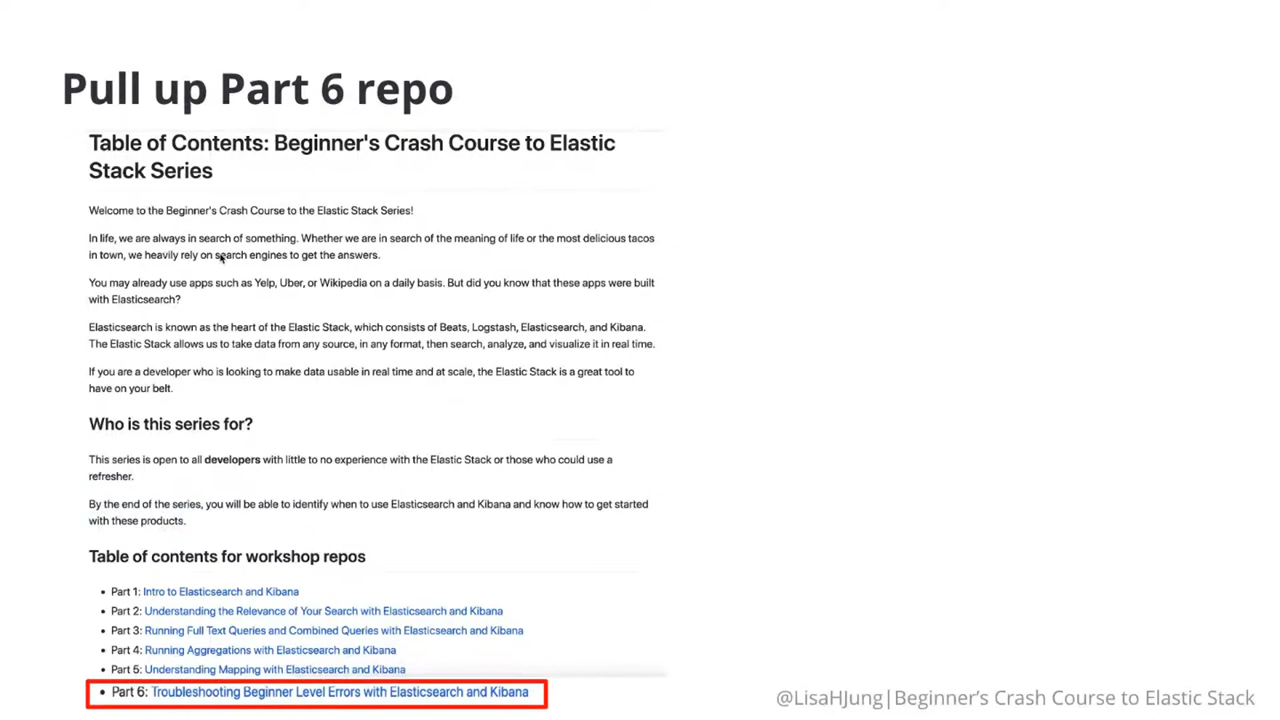 Pull up Part 6 repo
Table of Contents: Beginner's Crash Course to Elastic
Stack Series
Welcome to the Beginner's Crash Course to the Elastic Stack Series!
In life, we are always in search of something. Whether we are in search of the meaning of life or the most delicious tacos
in town, we heavily rely on search engines to get the answers.
You may already use apps such as Yelp, Uber, or Wikipedia on a daily basis. But did you know that these apps were built
with Elasticsearch?
Elasticsearch is known as the heart of the Elastic Stack, which consists of Beats, Logstash, Elasticsearch, and Kibana.
The Elastic Stack allows us to take data from any source, in any format, then search, analyze, and visualize it in real time.
If you are a developer who is looking to make data usable in real time and at scale, the Elastic Stack is a great tool to
have on your belt.
Who is this series for?
This series is open to all developers with little to no experience with the Elastic Stack or those who could use a
refresher.
By the end of the series, you will be able to identify when to use Elasticsearch and Kibana and know how to get started
with these products.
Table of contents for workshop repos
• Part 1: Intro to Elasticsearch and Kibana
• Part 2: Understanding the Relevance of Your Search with Elasticsearch and Kibana
• Part 3: Running Full Text Queries and Combined Queries with Elasticsearch and Kibana
• Part 4: Running Aggregations with Elasticsearch and Kibana
• Part 5: Understanding Mapping with Elasticsearch and Kibana
• Part 6: Troubleshooting Beginner Level Errors with Elasticsearch and Kibana
@LisaHJung|Beginner’s Crash Course to Elastic Stack